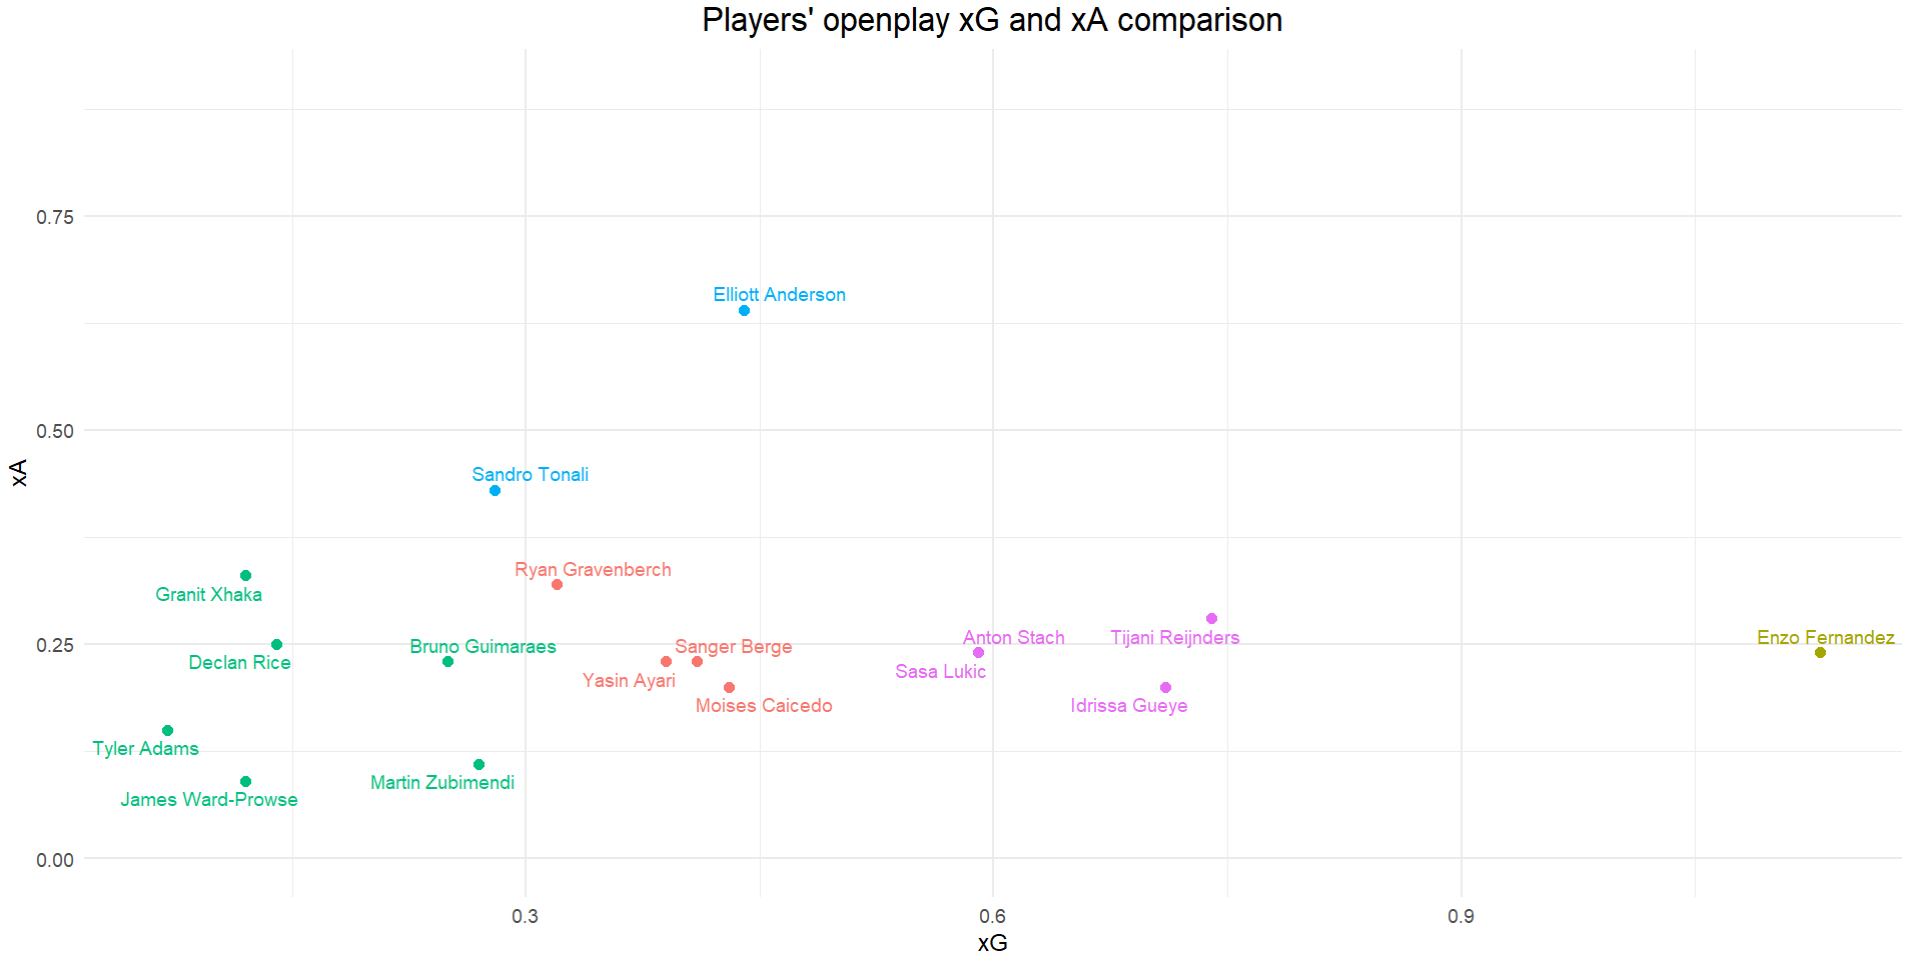 Players' openplay xG and xA comparison
0.75
Elliott Anderson
0.50
xA
Sandro Tonali
Ryan Gravenberch
Granit Xhaka
0.25
Bruno Guimaraes
Sanger Berge
Anton Stach
Tijani Reijnders
Enzo Fernandez
Declan Rice
Yasin Ayari
Sasa Lukic
Moises Caicedo
Idrissa Gueye
Tyler Adams
Martin Zubimendi
James Ward-Prowse
0.00
0.3
0.6
0.9
xG